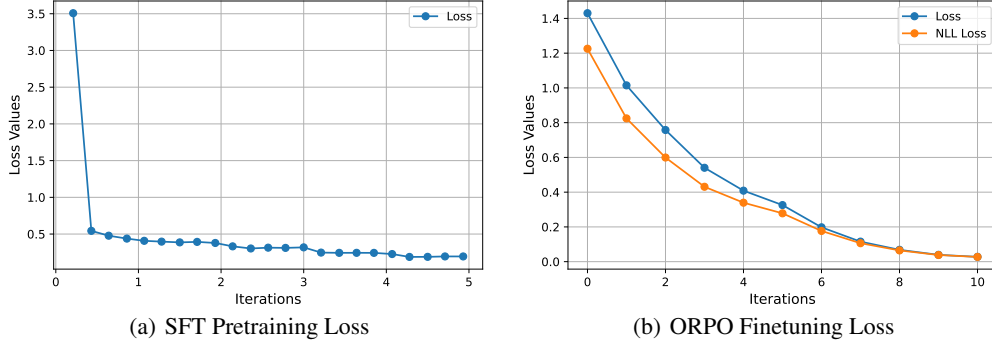 Loss
3.5
3.0
2.5
2.0
1.5
1.0
0.5
Loss Values
0 1 2 3 4 5
Iterations
(a) SFT Pretraining Loss
Loss
NLL Loss
1.4
1.2
1.0
0.8
0.6
0.4
0.2
0.0
Loss Values
0 2 4 6 8 10
Iterations
(b) ORPO Finetuning Loss